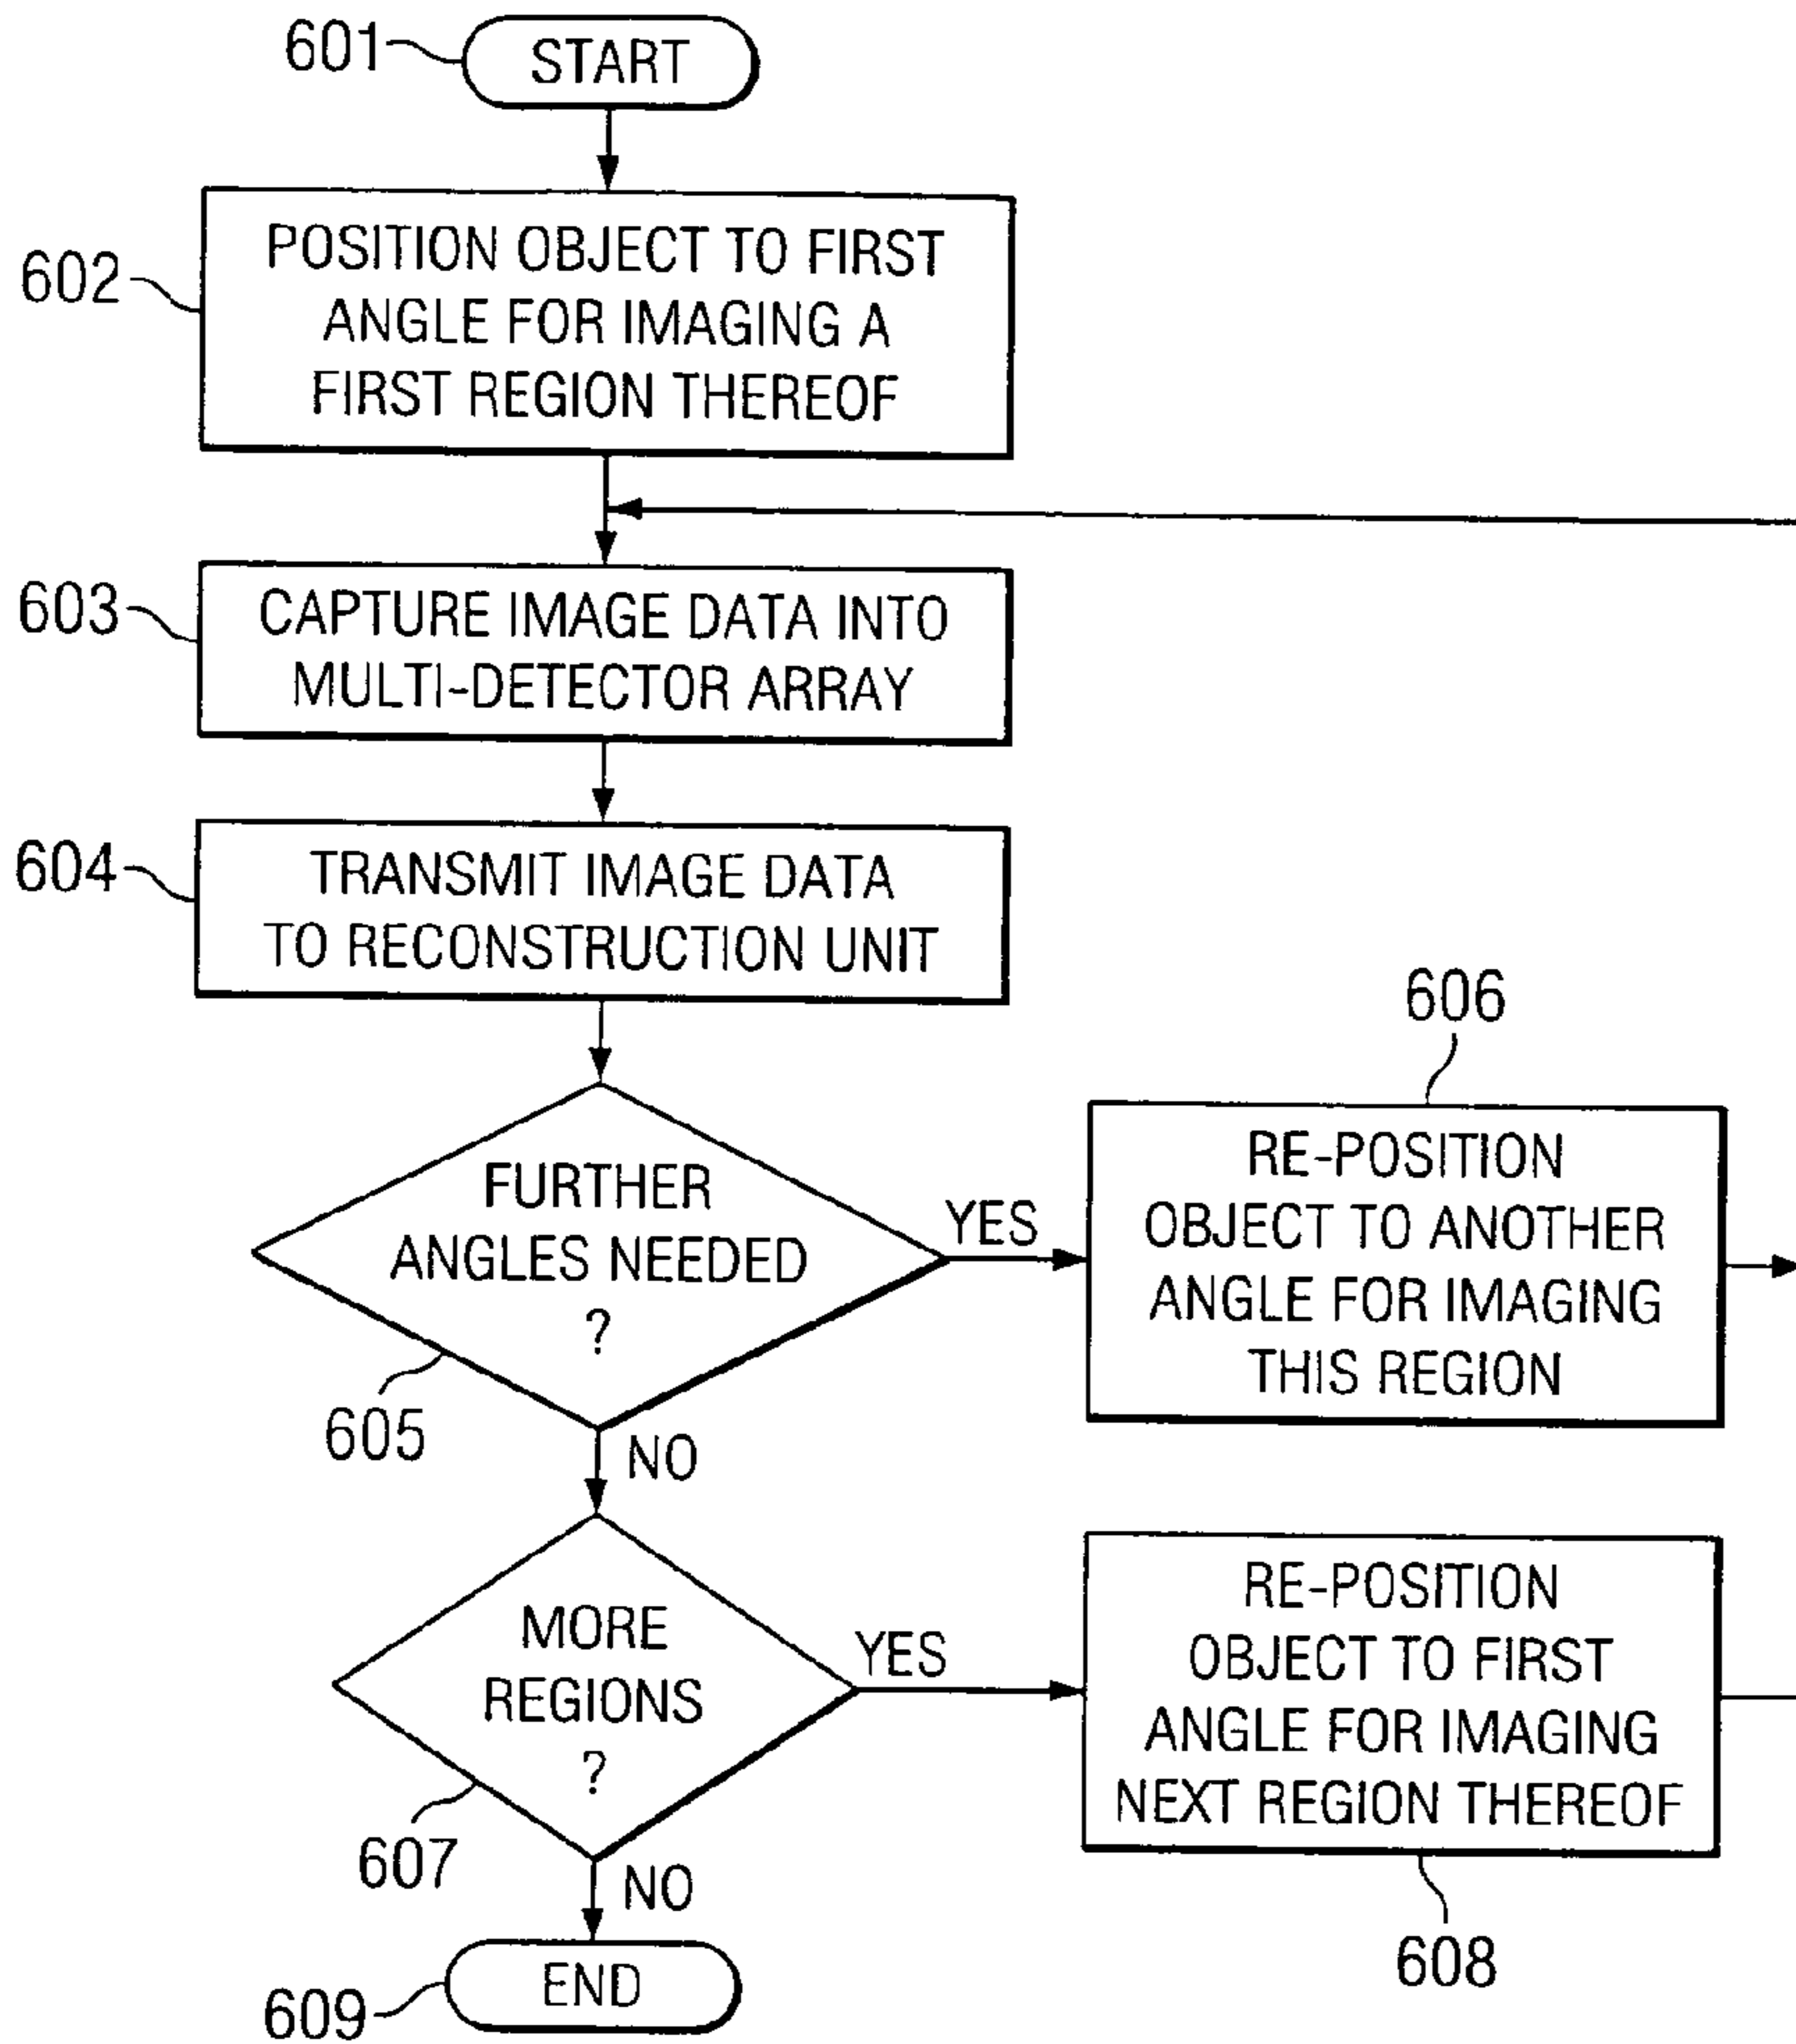 601
START
602
POSITION OBJECT TO FIRST
ANGLE FOR IMAGING A
FIRST REGION THEREOF
603
CAPTURE IMAGE DATA INTO
MULTI-DETECTOR ARRAY
604
TRANSMIT IMAGE DATA
TO RECONSTRUCTION UNIT
605
FURTHER
ANGLES NEEDED
?
YES
NO
606
RE-POSITION
OBJECT TO ANOTHER
ANGLE FOR IMAGING
THIS REGION
607
MORE
REGIONS
?
YES
NO
RE-POSITION
OBJECT TO FIRST
ANGLE FOR IMAGING
NEXT REGION THEREOF
608
609
END